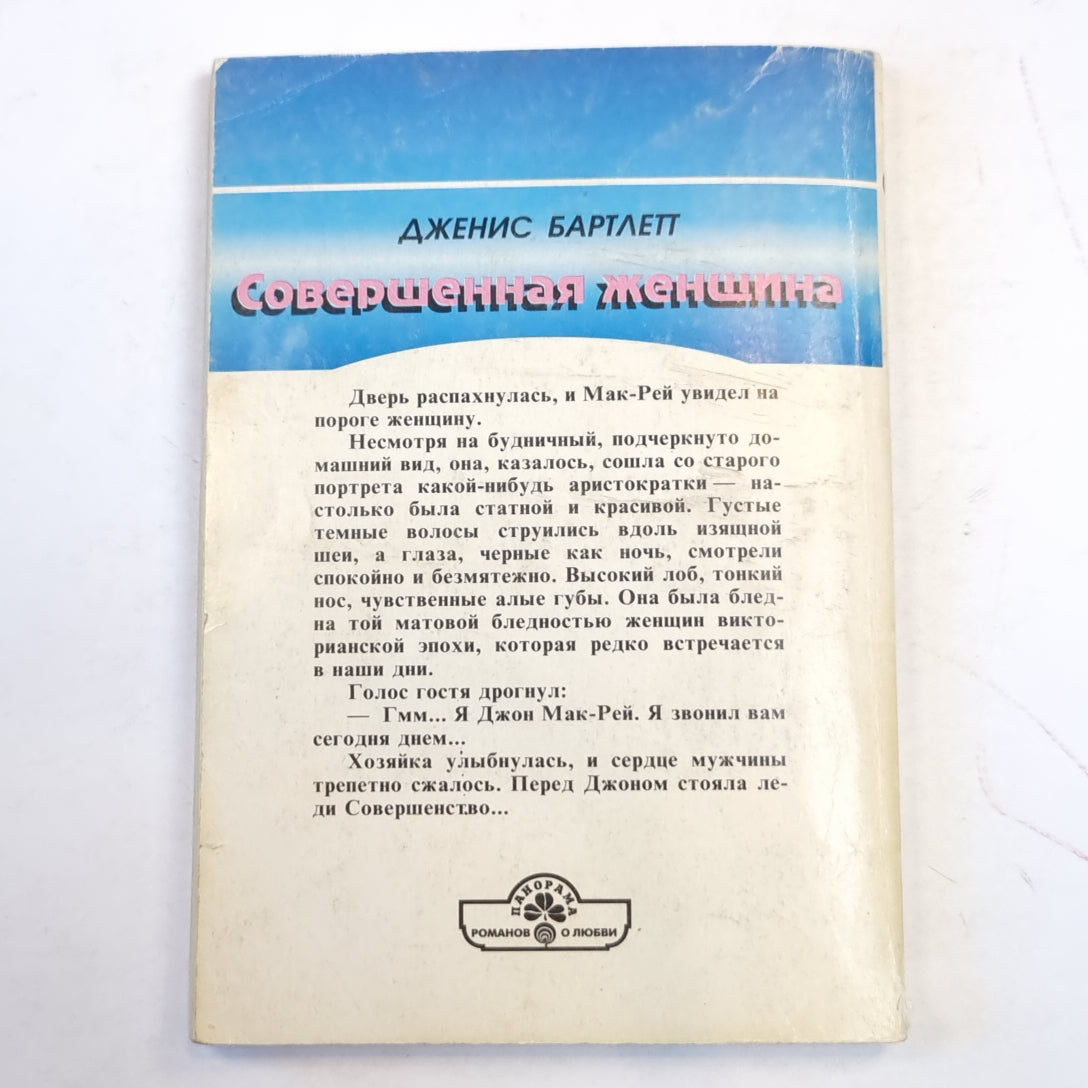 ДЖЕНИС БАРТЛЕТТ
Совершенная женщина
Дверь распахнулась, и Мак-Рей увидел на
пороге женщину.
Несмотря на будничный, подчеркнуто до-
машний вид, она, казалось, сошла со старого
портрета какой-нибудь аристократки — на-
столько была статной и красивой. Густые
темные волосы струились вдоль изящной
шеи, а глаза, черные как ночь, смотрели
спокойно и безмятежно. Высокий лоб, тонкий
нос, чувственные алые губы. Она была блед-
на той матовой бледностью женщин викто-
рианской эпохи, которая редко встречается
в наши дни.
Голос гостя дрогнул:
— Гмм... Я Джон Мак-Рей. Я звонил вам
сегодня днем...
Хозяйка улыбнулась, и сердце мужчины
трепетно сжалось. Перед Джоном стояла ле-
ди Совершенство...
ПАНОРАМА
РОМАНОВ О ЛЮБВИ